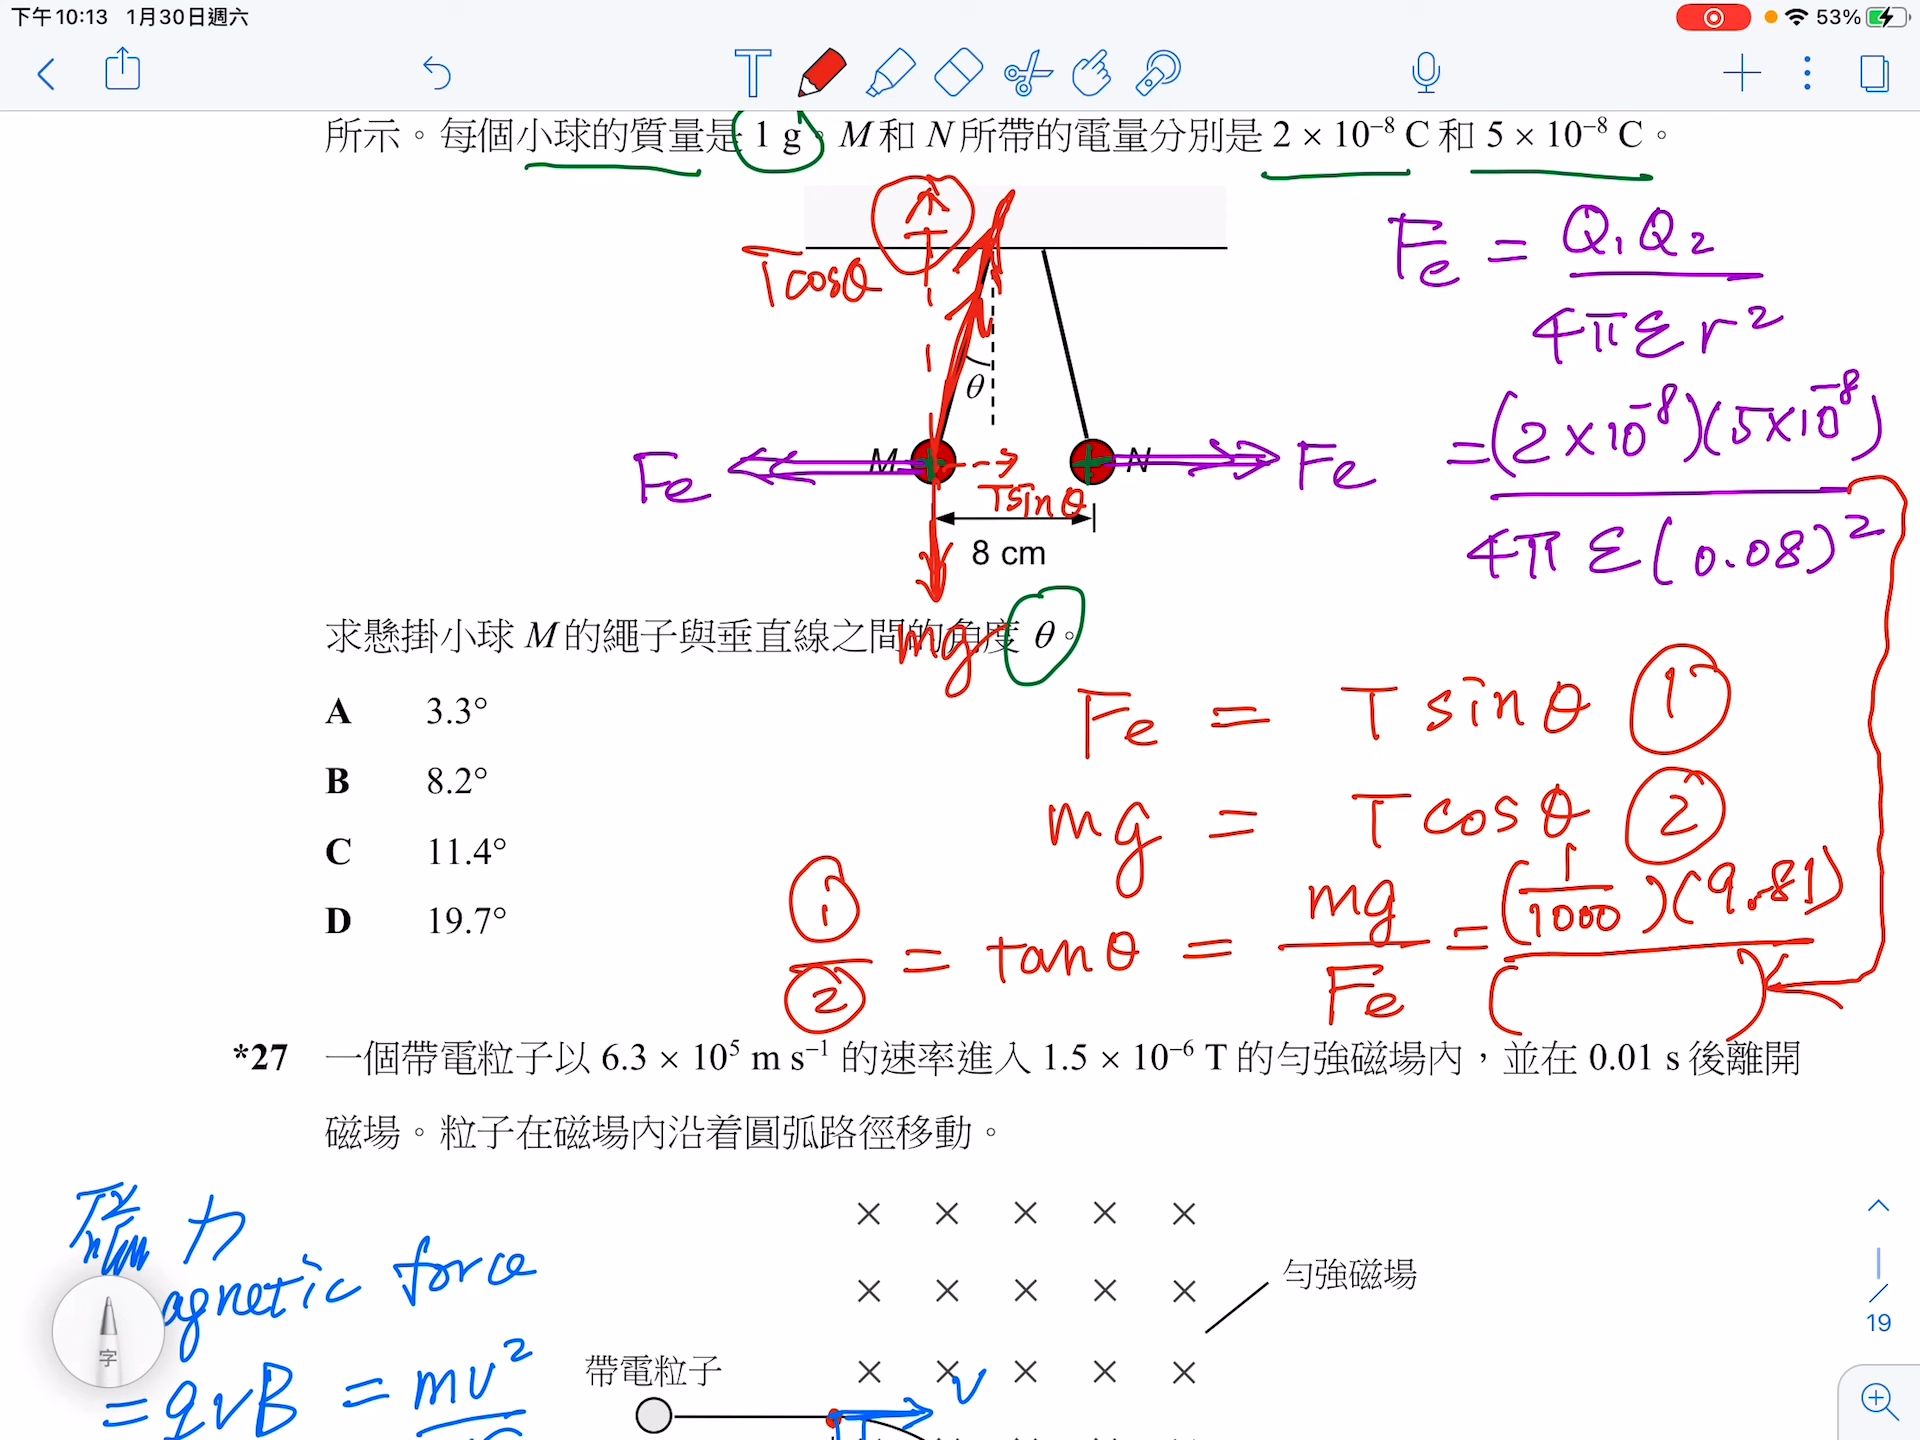 下午10:13 1月30日週六
53%
所示。每個小球的質量是 1 g。M 和 N 所帶的電量分別是 2 × 10⁻⁸ C 和 5 × 10⁻⁸ C。
T
T cosθ
θ
Fe
M
N
Fe
T sinθ
8 cm
mg
Fe = Q₁Q₂
4πεr²
= (2×10⁻⁸)(5×10⁻⁸)
4πε(0.08)²
求懸掛小球 M 的繩子與垂直線之間的角度 θ。
A 3.3°
B 8.2°
C 11.4°
D 19.7°
Fe = T sinθ ①
mg = T cosθ ②
①/② = tanθ = mg/Fe = (1/1000)(9.81)/( )
*27 一個帶電粒子以 6.3 × 10⁵ m s⁻¹ 的速率進入 1.5 × 10⁻⁶ T 的勻強磁場內，並在 0.01 s 後離開
磁場。粒子在磁場內沿着圓弧路徑移動。
力
agnetic force
= qvB = mv²
勻強磁場
帶電粒子
v
字
19